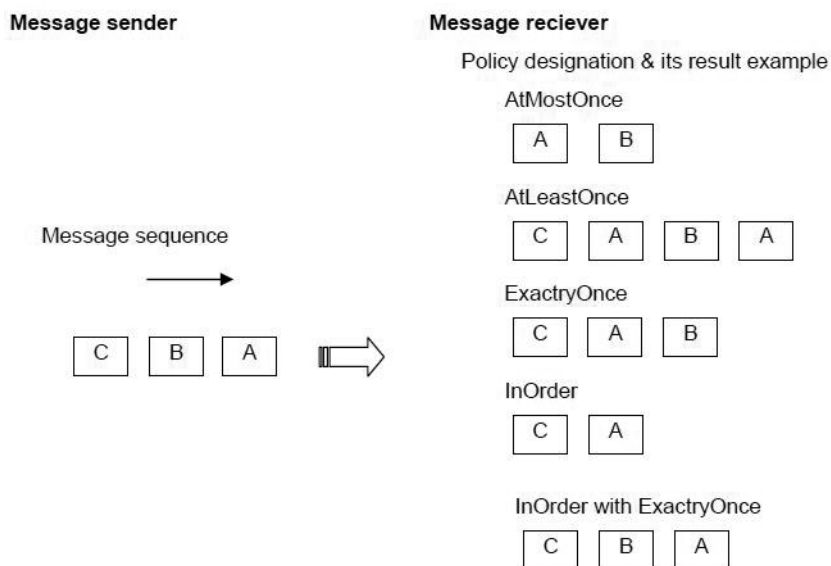 Message sender
Message reciever
Policy designation & its result example
AtMostOnce
A B
AtLeastOnce
C A B A
Message sequence
ExactryOnce
C B A
C A B
InOrder
C A
InOrder with ExactryOnce
C B A